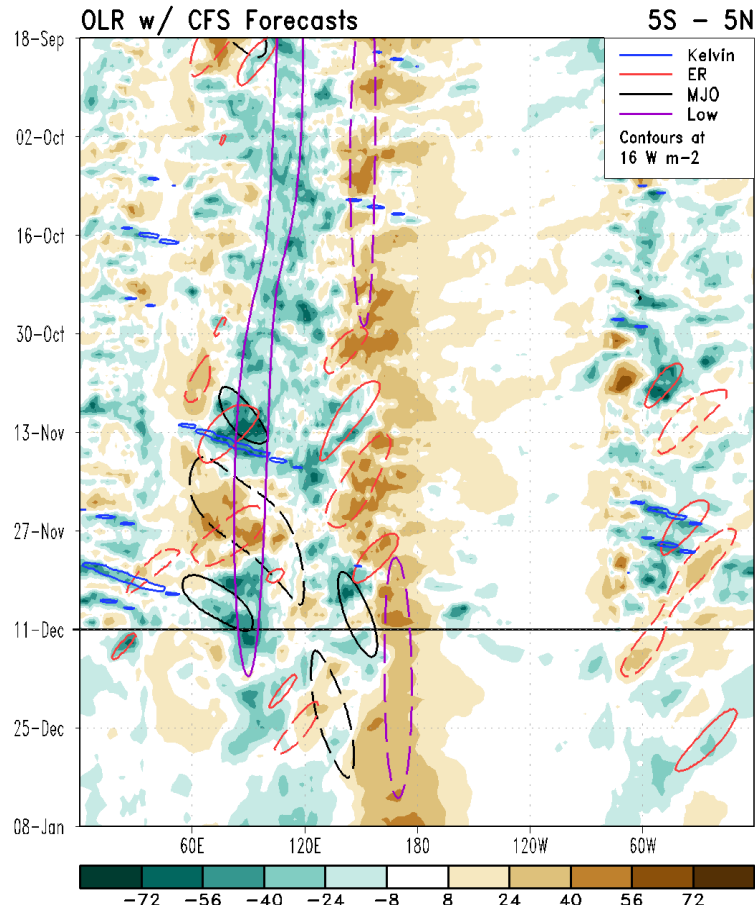 OLR w/ CFS Forecasts 5S - 5N
18-Sep
Kelvin
ER
MJO
Low
Contours at
16 W m-2
02-Oct
16-Oct
30-Oct
13-Nov
27-Nov
11-Dec
25-Dec
08-Jan
60E 120E 180 120W 60W
-72 -56 -40 -24 -8 8 24 40 56 72